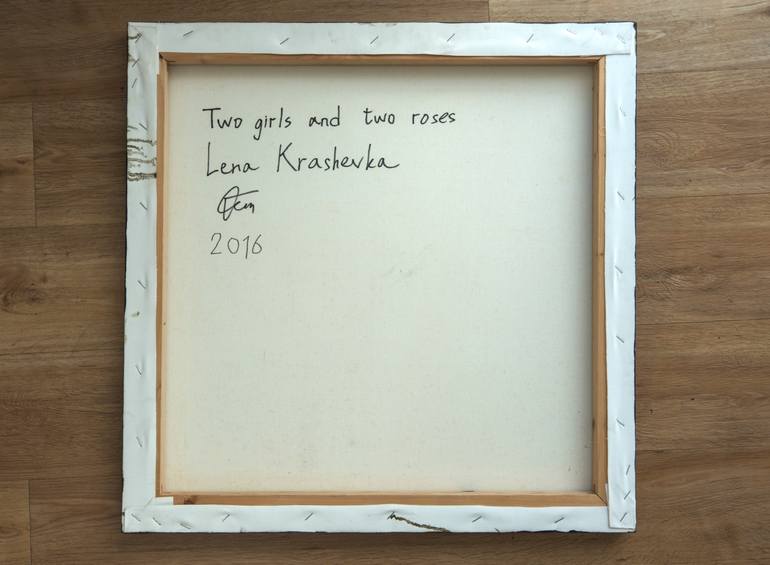 Two girls and two roses
Lena Krashevka
2016